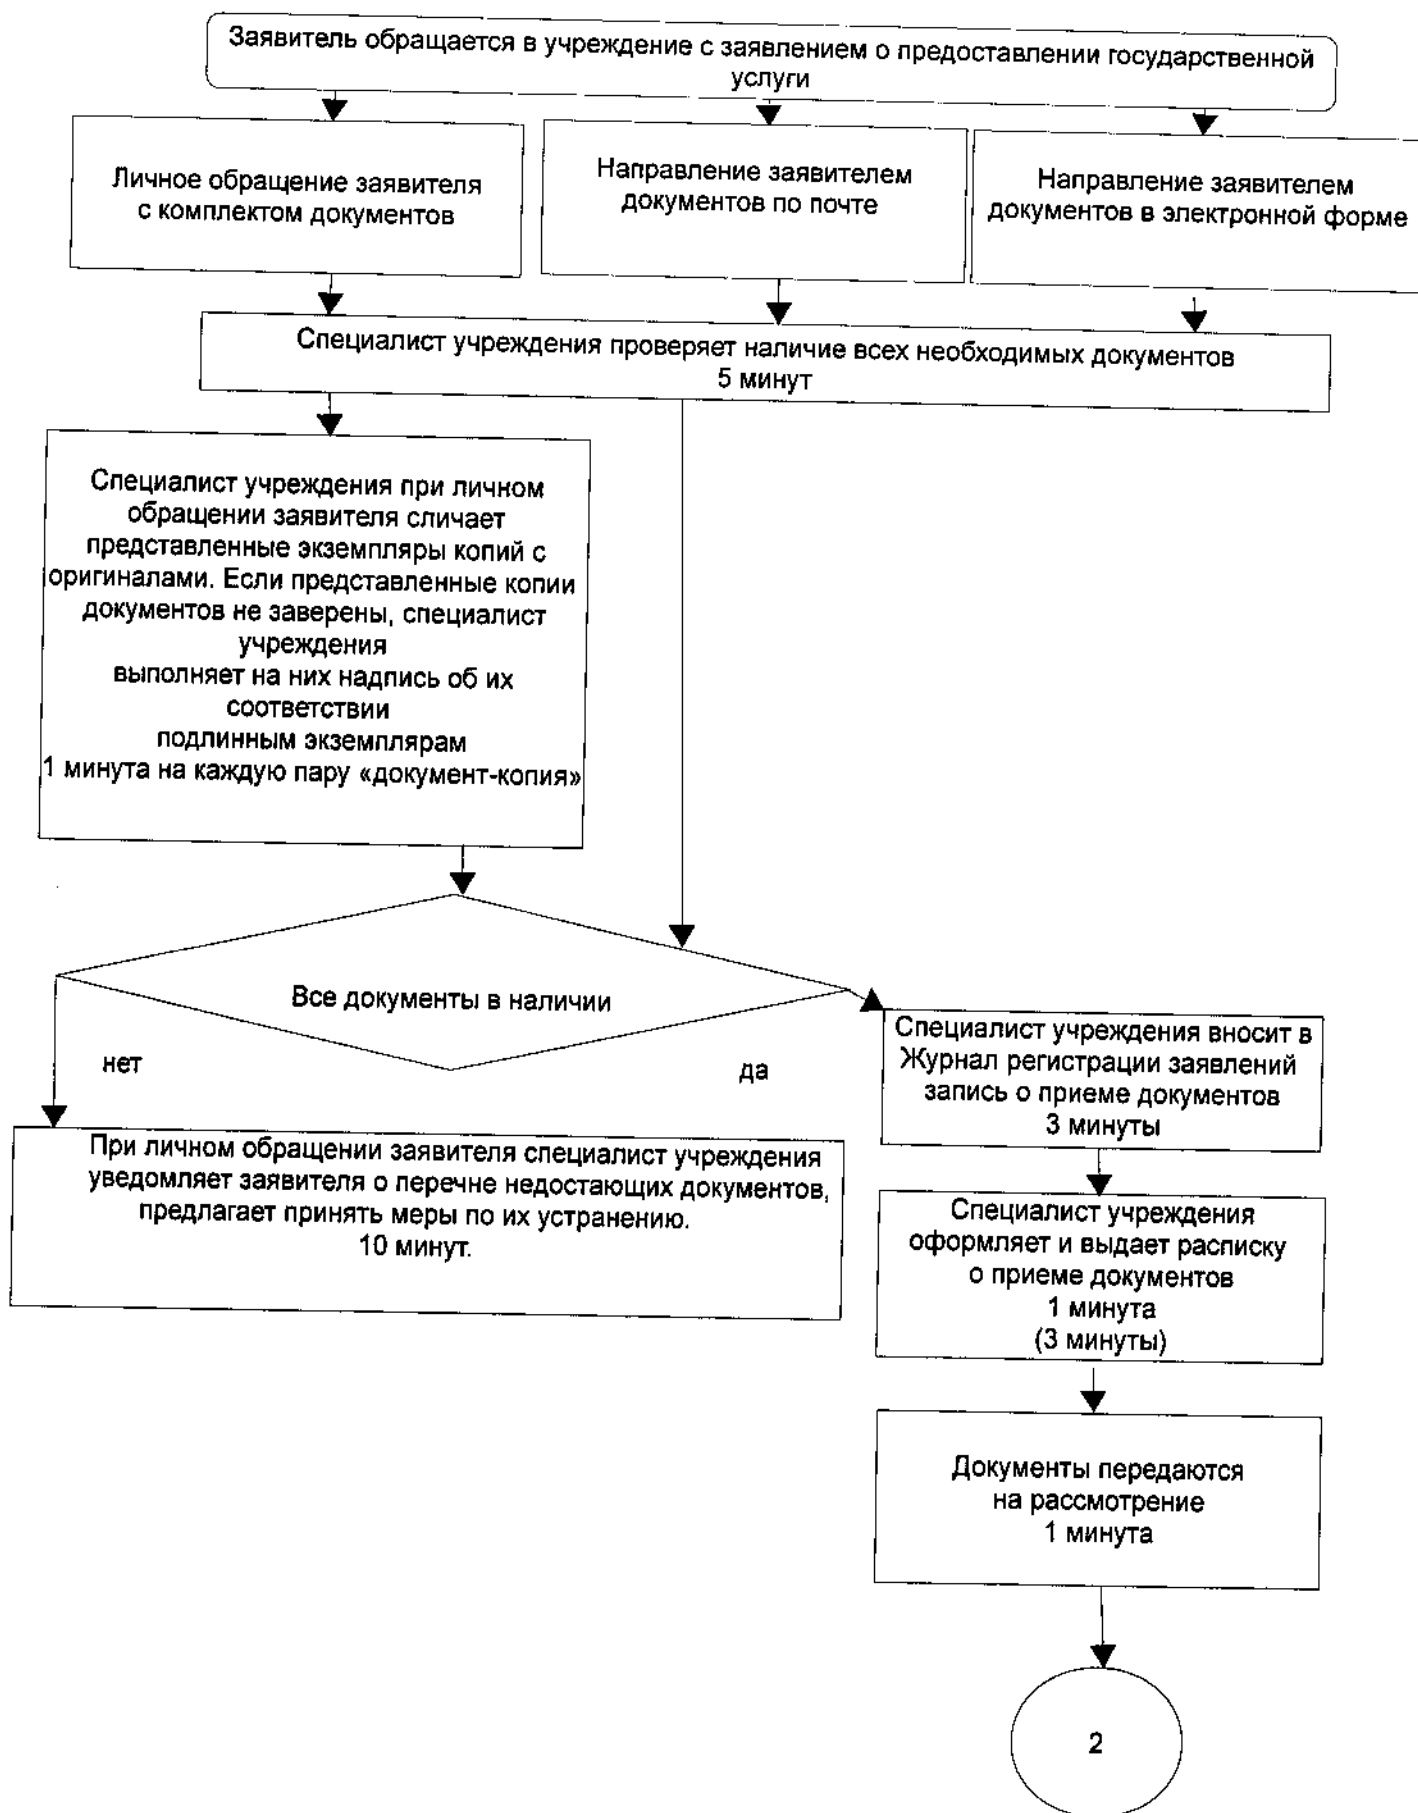 Заявитель обращается в учреждение с заявлением о предоставлении государственной
услуги
Личное обращение заявителя
с комплектом документов
Направление заявителем
документов по почте
Направление заявителем
документов в электронной форме
Специалист учреждения проверяет наличие всех необходимых документов
5 минут
Специалист учреждения при личном
обращении заявителя сличает
представленные экземпляры копий с
оригиналами. Если представленные копии
документов не заверены, специалист
учреждения
выполняет на них надпись об их
соответствии
подлинным экземплярам
1 минута на каждую пару «документ-копия»
Все документы в наличии
нет
да
При личном обращении заявителя специалист учреждения
уведомляет заявителя о перечне недостающих документов,
предлагает принять меры по их устранению.
10 минут.
Специалист учреждения вносит в
Журнал регистрации заявлений
запись о приеме документов
3 минуты
Специалист учреждения
оформляет и выдает расписку
о приеме документов
1 минута
(3 минуты)
Документы передаются
на рассмотрение
1 минута
2